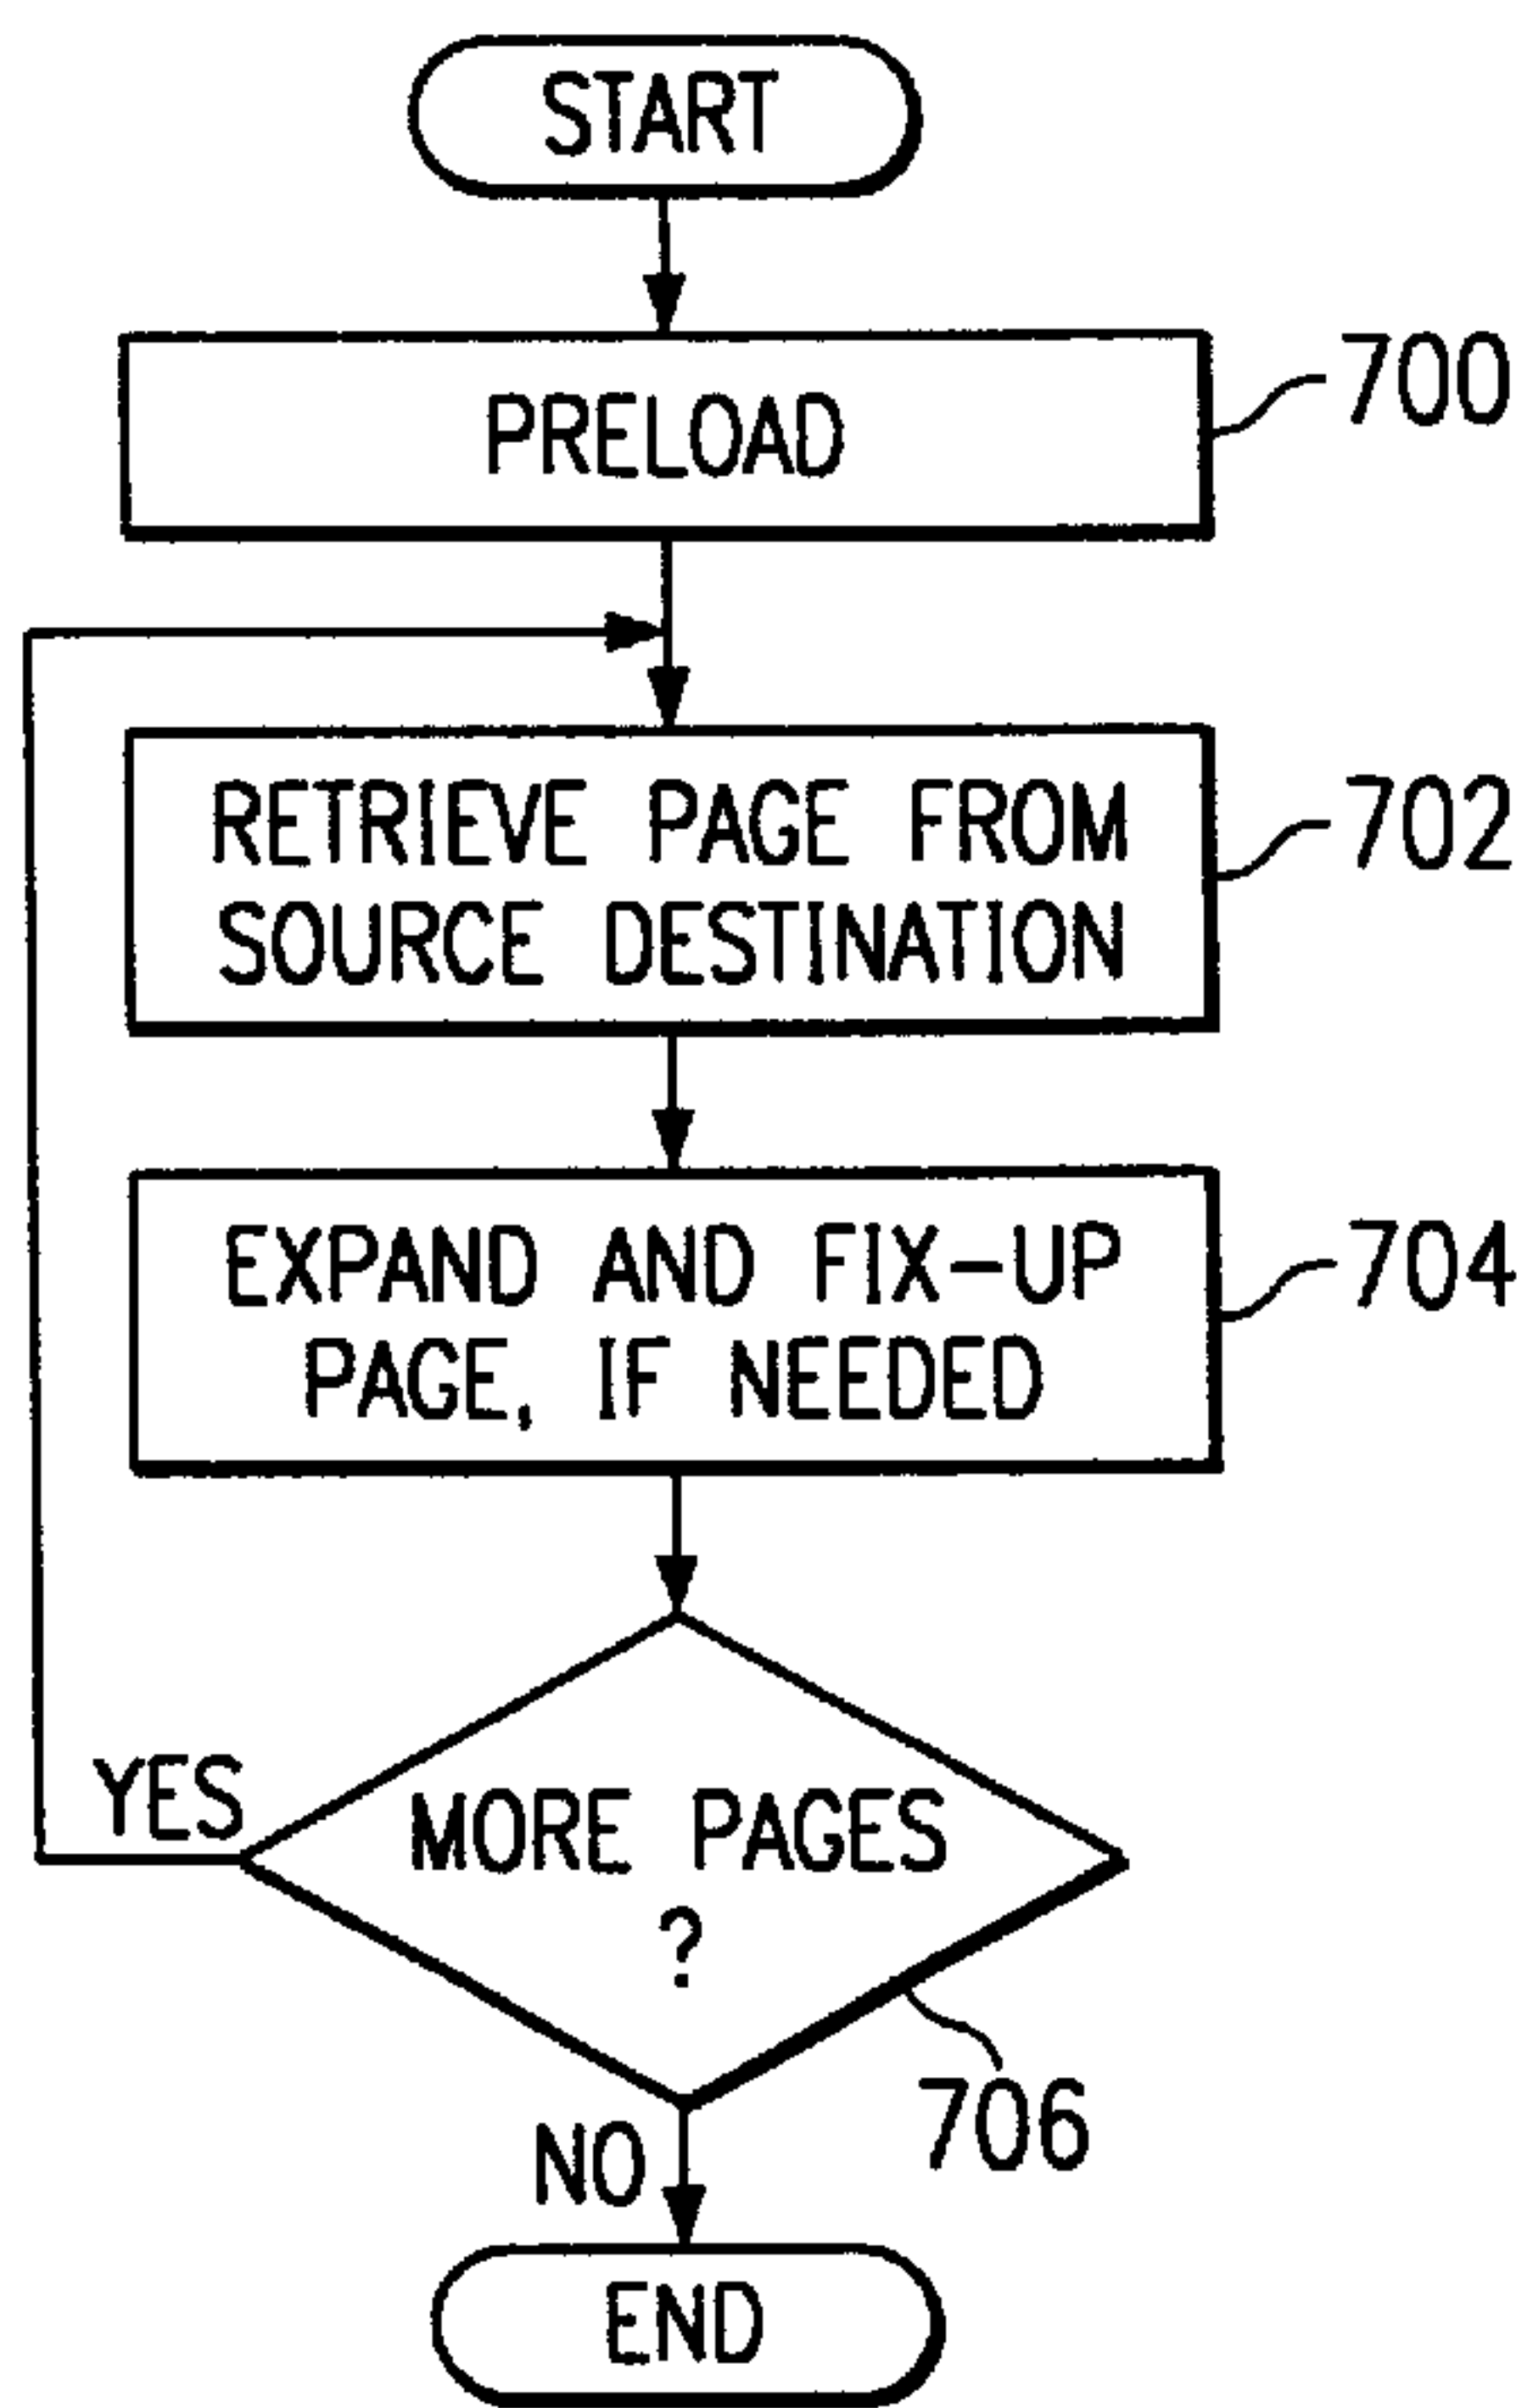 START
PRELOAD
700
RETRIEVE PAGE FROM
SOURCE DESTINATION
702
EXPAND AND FIX-UP
PAGE, IF NEEDED
704
YES
MORE PAGES
?
706
NO
END